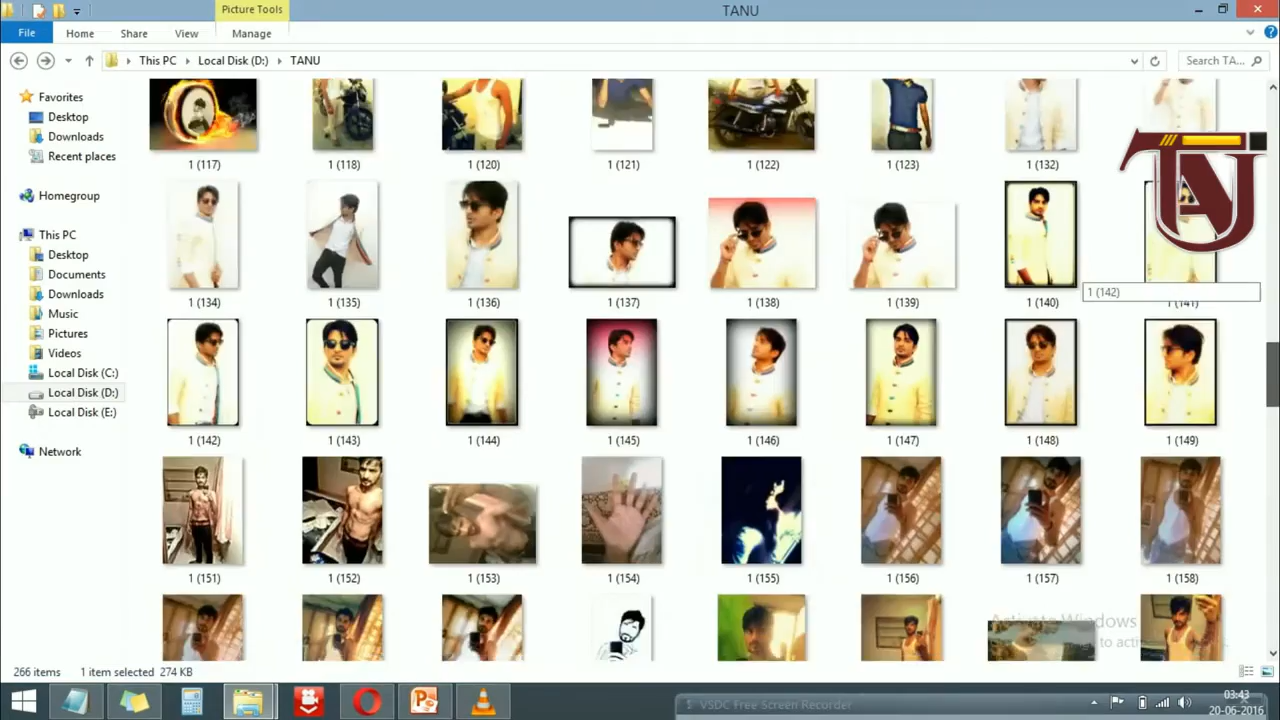 Picture Tools
TANU
File Home Share View Manage
This PC Local Disk (D:) TANU
Search TA...
Favorites
Desktop
Downloads
Recent places
Homegroup
This PC
Desktop
Documents
Downloads
Music
Pictures
Videos
Local Disk (C:)
Local Disk (D:)
Local Disk (E:)
Network
1 (117) 1 (118) 1 (120) 1 (121) 1 (122) 1 (123) 1 (132)
1 (134) 1 (135) 1 (136) 1 (137) 1 (138) 1 (139) 1 (140) 1 (141)
1 (142)
1 (142) 1 (143) 1 (144) 1 (145) 1 (146) 1 (147) 1 (148) 1 (149)
1 (151) 1 (152) 1 (153) 1 (154) 1 (155) 1 (156) 1 (157) 1 (158)
Activate Windows
266 items 1 item selected 274 KB
VSDC Free Screen Recorder
03:43
20-06-2016